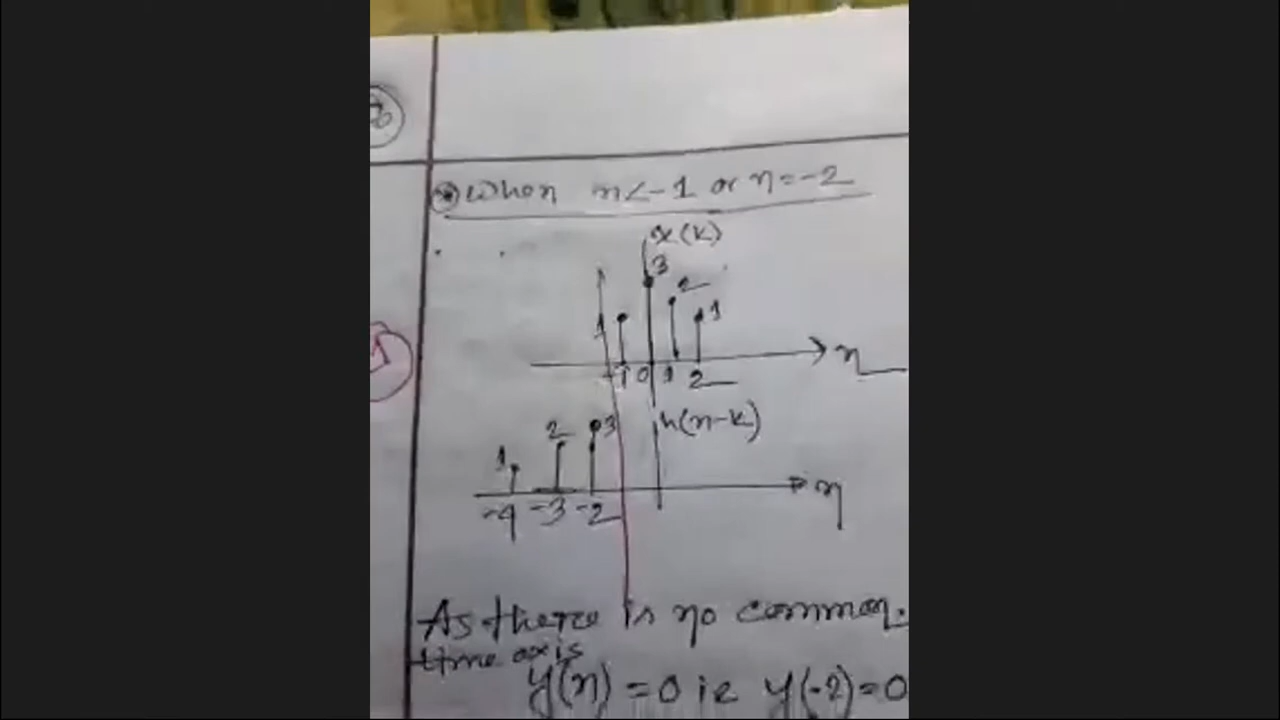 When n<-1 or n=-2
x(k)
3
2
1 1
n
-1 0 1 2
h(n-k)
2 3
1
n
-4 -3 -2
As there is no common
time axis
y(n) = 0 ie y(-2)=0